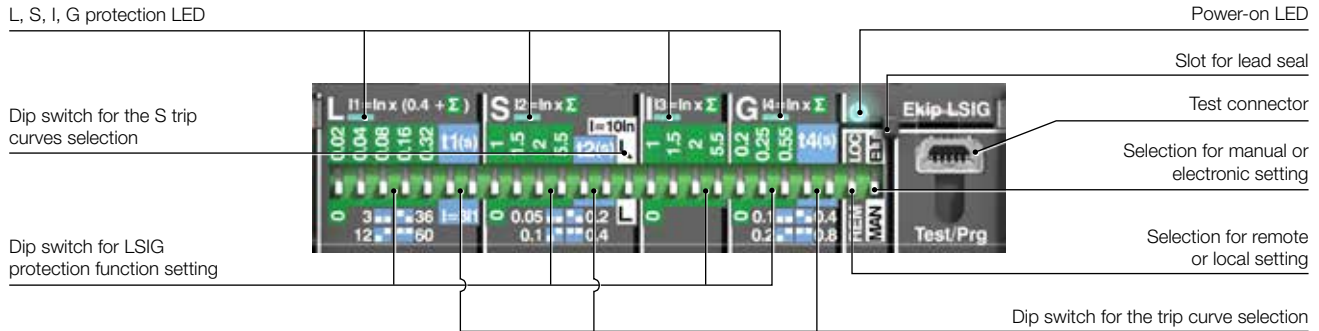 L, S, I, G protection LED
Power-on LED
Slot for lead seal
Dip switch for the S trip
curves selection
Test connector
Selection for manual or
electronic setting
Dip switch for LSIG
protection function setting
Selection for remote
or local setting
Dip switch for the trip curve selection
L I1=In x (0.4 + Σ)
0.02 0.04 0.08 0.16 0.32 t1(s)
0 3 36 I=3I1
12 60
S I2=In x Σ
I=10In
1 1.5 2 5.5 t2(s)
0 0.05 0.2 L
0.1 0.4
I I3=In x Σ
1 1.5 2 5.5
0
G I4=In x Σ
0.2 0.25 0.55 t4(s)
0 0.1 0.4
0.2 0.8
LOC ELT
REM MAN
Ekip LSIG
Test/Prg